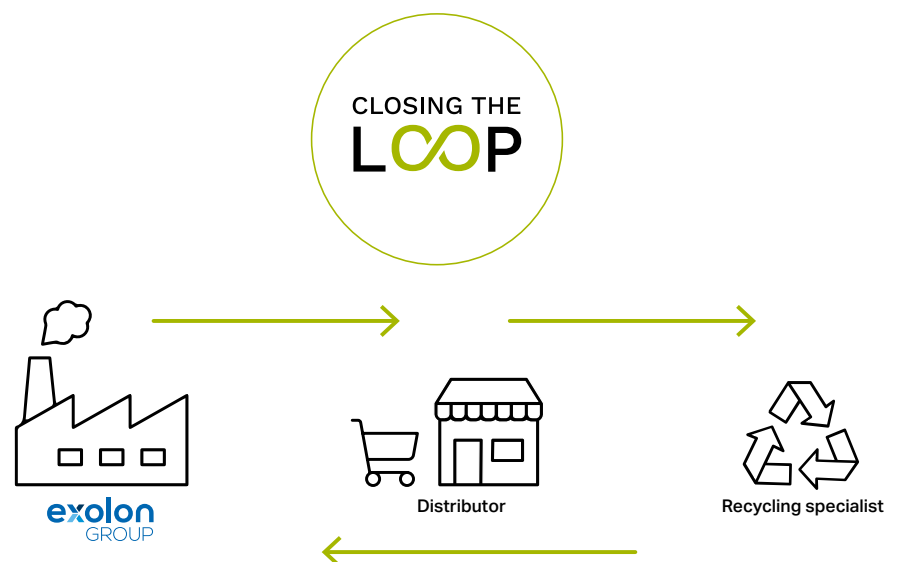 CLOSING THE
LOOP
exolon
GROUP
Distributor
Recycling specialist